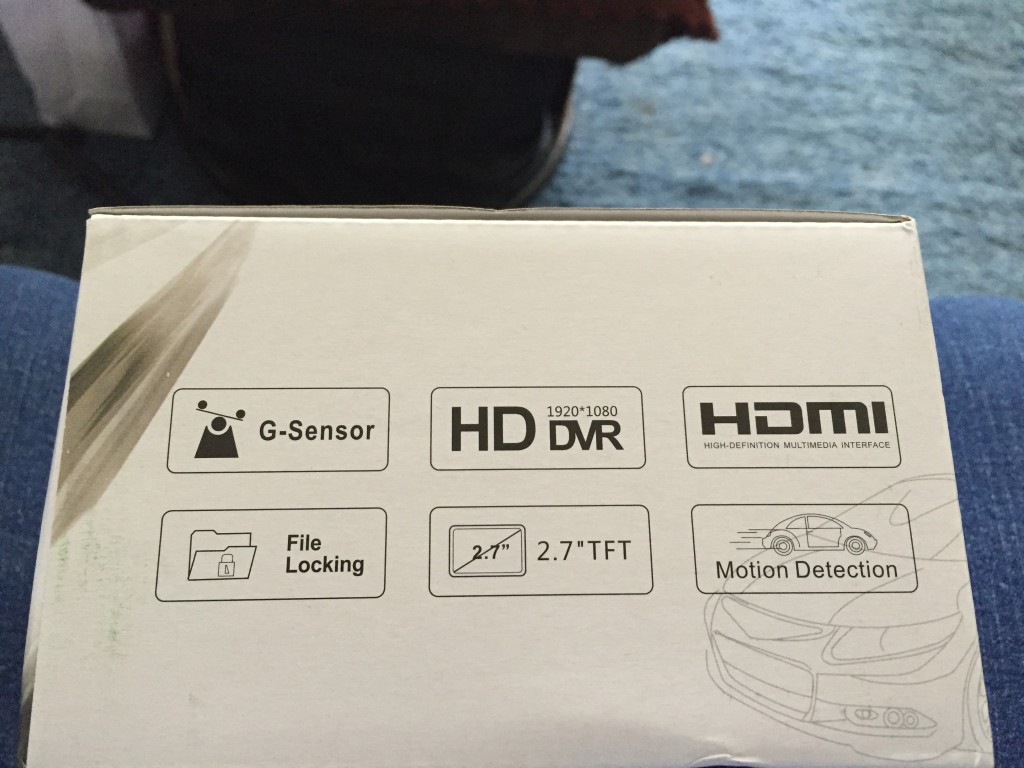 G-Sensor
HD 1920*1080
DVR
HDMI
HIGH-DEFINITION MULTIMEDIA INTERFACE
File
Locking
2.7" 2.7"TFT
Motion Detection